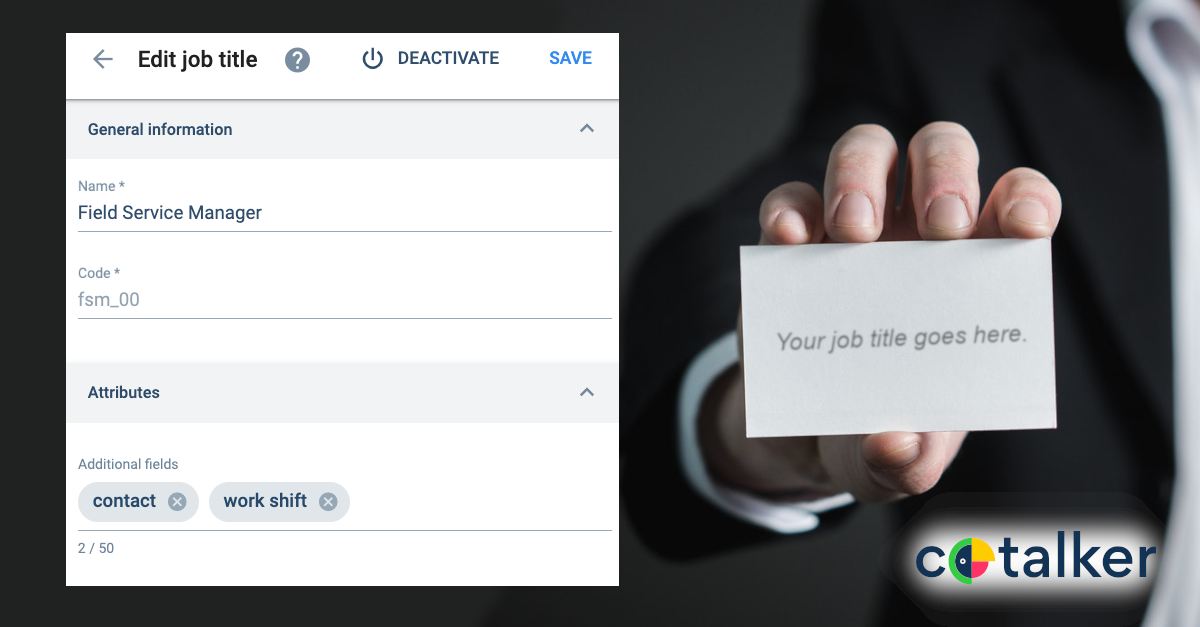 Edit job title
DEACTIVATE
SAVE
General information
Name *
Field Service Manager
Code *
fsm_00
Attributes
Additional fields
contact
work shift
2 / 50
Your job title goes here.
cotalker